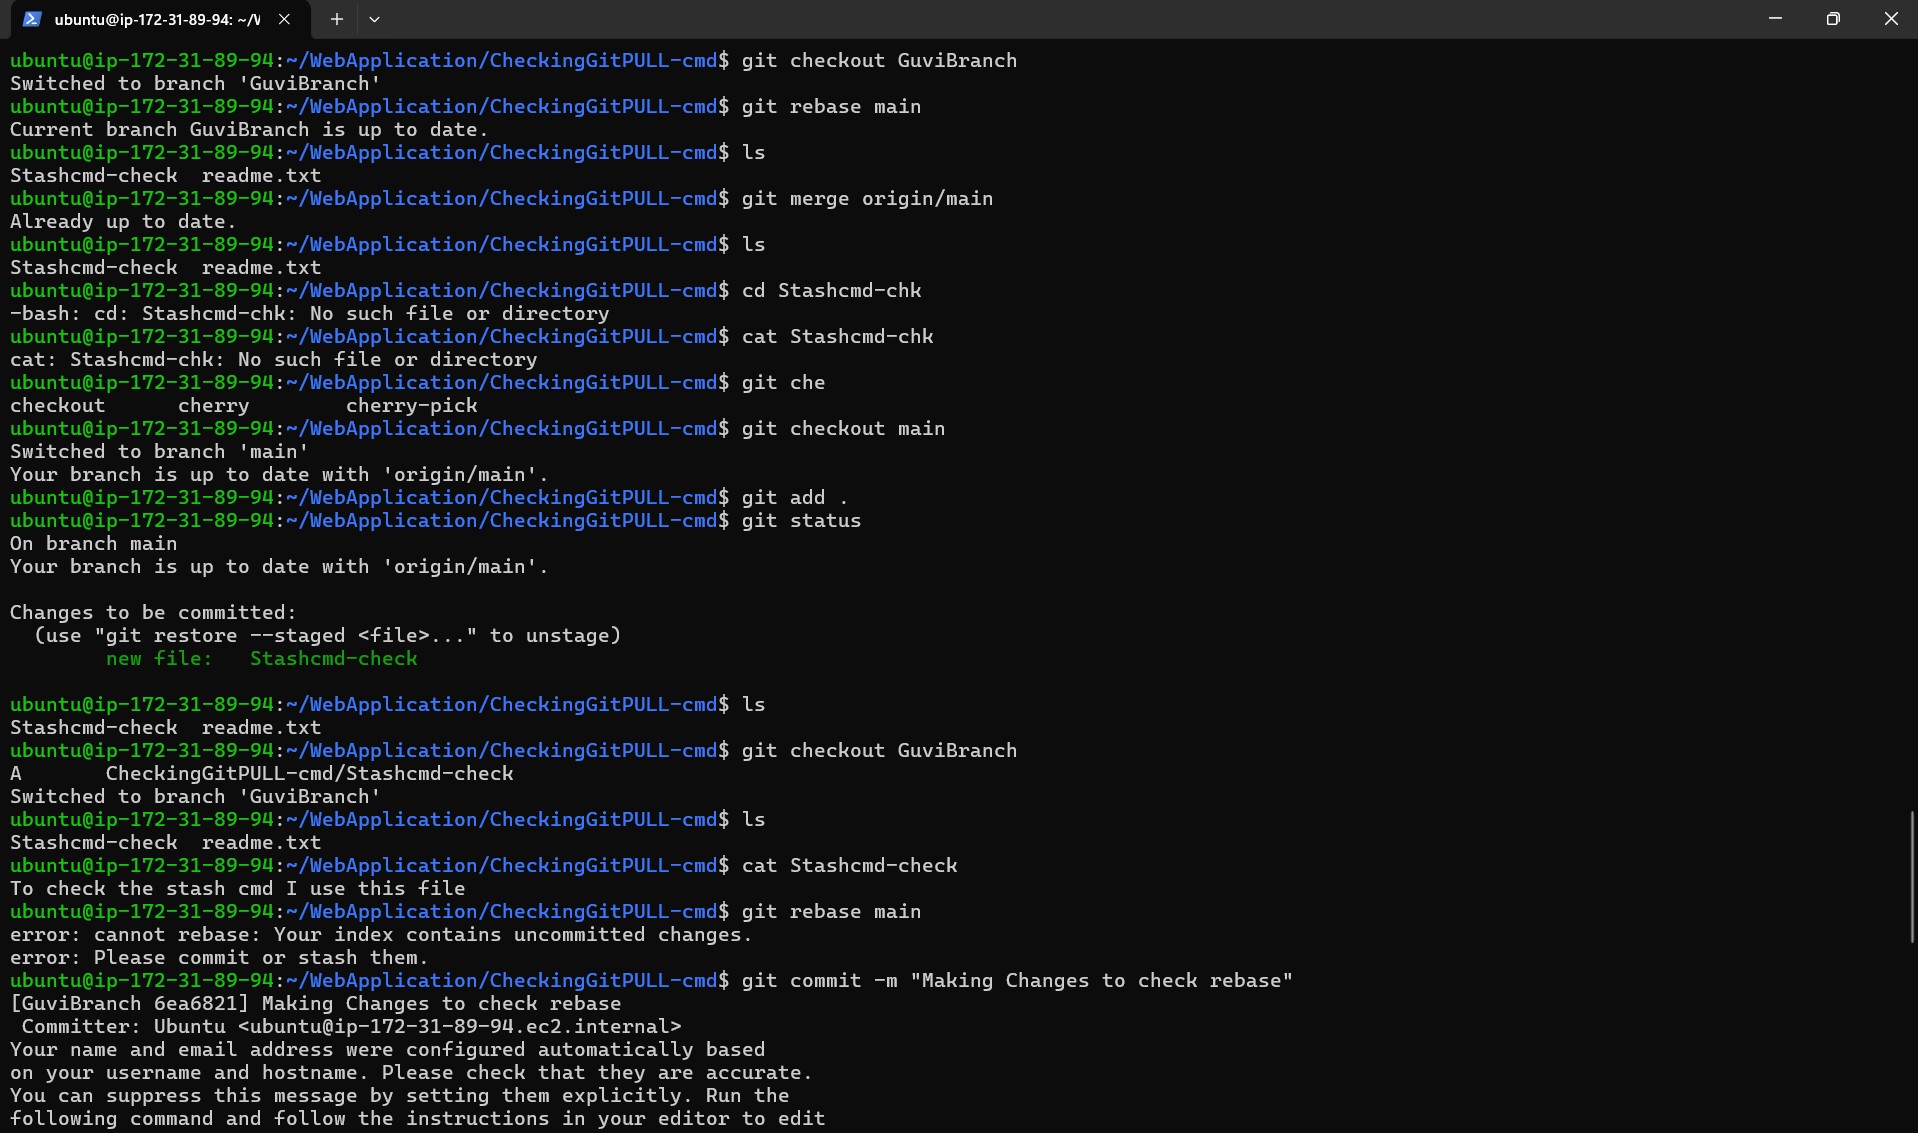 ubuntu@ip-172-31-89-94: ~/W
ubuntu@ip-172-31-89-94:~/WebApplication/CheckingGitPULL-cmd$ git checkout GuviBranch
Switched to branch 'GuviBranch'
ubuntu@ip-172-31-89-94:~/WebApplication/CheckingGitPULL-cmd$ git rebase main
Current branch GuviBranch is up to date.
ubuntu@ip-172-31-89-94:~/WebApplication/CheckingGitPULL-cmd$ ls
Stashcmd-check  readme.txt
ubuntu@ip-172-31-89-94:~/WebApplication/CheckingGitPULL-cmd$ git merge origin/main
Already up to date.
ubuntu@ip-172-31-89-94:~/WebApplication/CheckingGitPULL-cmd$ ls
Stashcmd-check  readme.txt
ubuntu@ip-172-31-89-94:~/WebApplication/CheckingGitPULL-cmd$ cd Stashcmd-chk
-bash: cd: Stashcmd-chk: No such file or directory
ubuntu@ip-172-31-89-94:~/WebApplication/CheckingGitPULL-cmd$ cat Stashcmd-chk
cat: Stashcmd-chk: No such file or directory
ubuntu@ip-172-31-89-94:~/WebApplication/CheckingGitPULL-cmd$ git che
checkout      cherry        cherry-pick
ubuntu@ip-172-31-89-94:~/WebApplication/CheckingGitPULL-cmd$ git checkout main
Switched to branch 'main'
Your branch is up to date with 'origin/main'.
ubuntu@ip-172-31-89-94:~/WebApplication/CheckingGitPULL-cmd$ git add .
ubuntu@ip-172-31-89-94:~/WebApplication/CheckingGitPULL-cmd$ git status
On branch main
Your branch is up to date with 'origin/main'.

Changes to be committed:
  (use "git restore --staged <file>..." to unstage)
        new file:   Stashcmd-check

ubuntu@ip-172-31-89-94:~/WebApplication/CheckingGitPULL-cmd$ ls
Stashcmd-check  readme.txt
ubuntu@ip-172-31-89-94:~/WebApplication/CheckingGitPULL-cmd$ git checkout GuviBranch
A       CheckingGitPULL-cmd/Stashcmd-check
Switched to branch 'GuviBranch'
ubuntu@ip-172-31-89-94:~/WebApplication/CheckingGitPULL-cmd$ ls
Stashcmd-check  readme.txt
ubuntu@ip-172-31-89-94:~/WebApplication/CheckingGitPULL-cmd$ cat Stashcmd-check
To check the stash cmd I use this file
ubuntu@ip-172-31-89-94:~/WebApplication/CheckingGitPULL-cmd$ git rebase main
error: cannot rebase: Your index contains uncommitted changes.
error: Please commit or stash them.
ubuntu@ip-172-31-89-94:~/WebApplication/CheckingGitPULL-cmd$ git commit -m "Making Changes to check rebase"
[GuviBranch 6ea6821] Making Changes to check rebase
 Committer: Ubuntu <ubuntu@ip-172-31-89-94.ec2.internal>
Your name and email address were configured automatically based
on your username and hostname. Please check that they are accurate.
You can suppress this message by setting them explicitly. Run the
following command and follow the instructions in your editor to edit